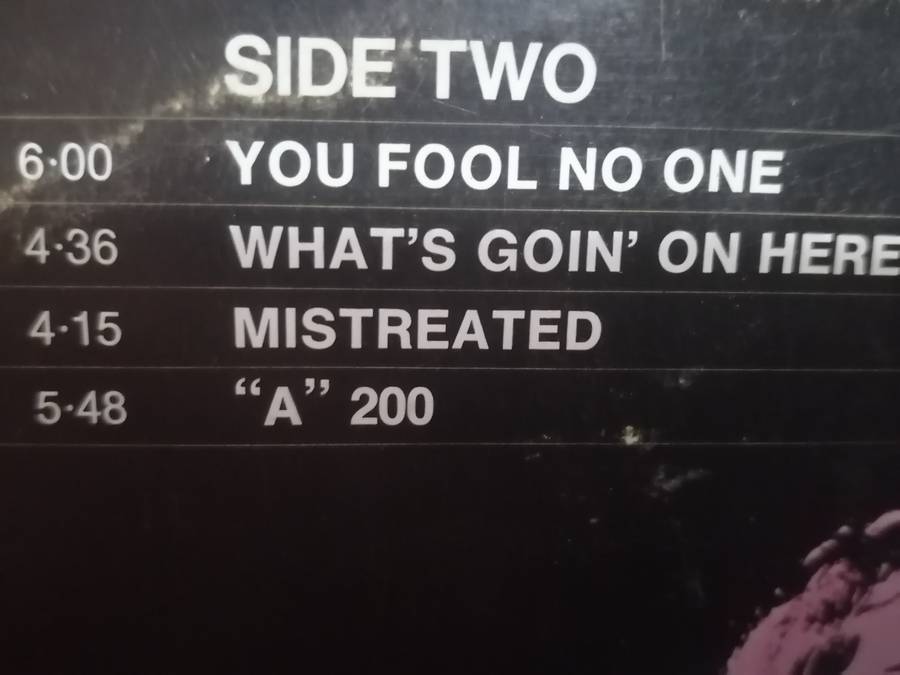 SIDE TWO
6·00 YOU FOOL NO ONE
4·36 WHAT’S GOIN’ ON HERE
4·15 MISTREATED
5·48 “A” 200